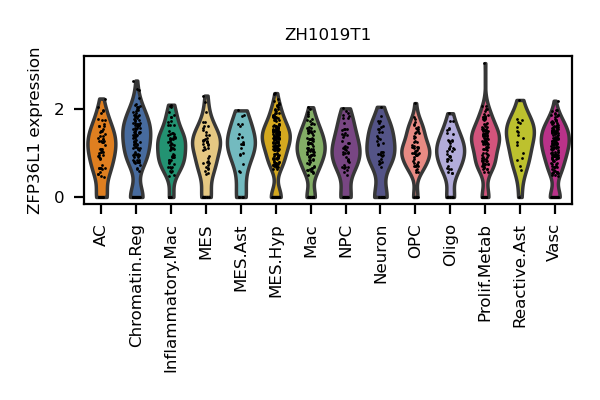 ZH1019T1
ZFP36L1 expression
2
0
AC
Chromatin.Reg
Inflammatory.Mac
MES
MES.Ast
MES.Hyp
Mac
NPC
Neuron
OPC
Oligo
Prolif.Metab
Reactive.Ast
Vasc